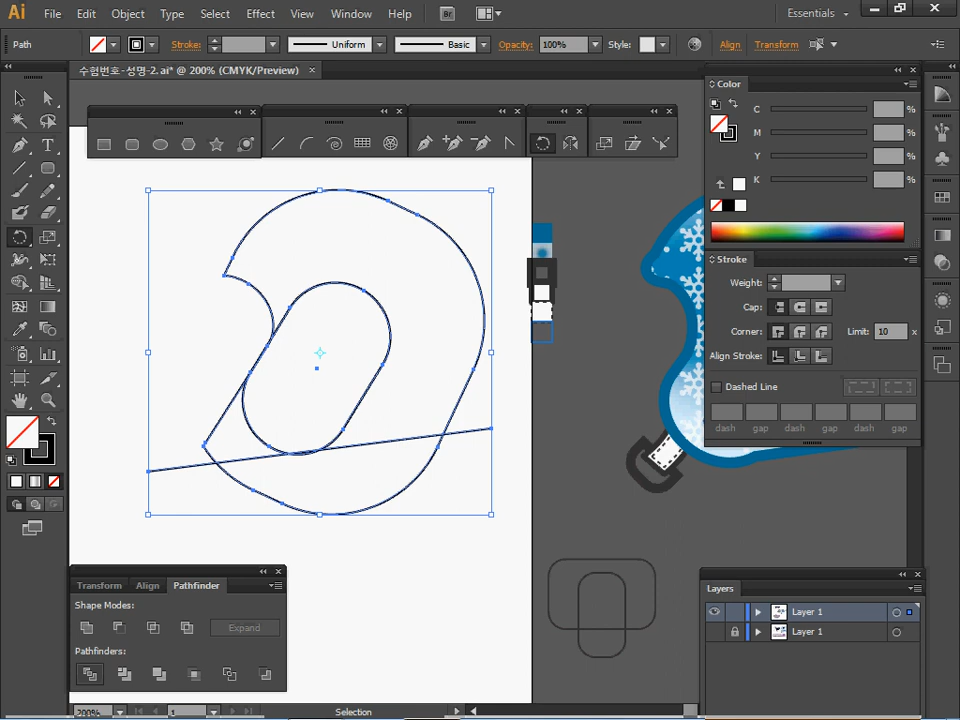 Ai File Edit Object Type Select Effect View Window Help Br Essentials
Path Stroke: Uniform Basic Opacity: 100% Style: Align Transform
수험번호-성명-2.ai* @ 200% (CMYK/Preview)
Color
C %
M %
Y %
K %
Stroke
Weight:
Cap:
Corner: Limit: 10 x
Align Stroke:
Dashed Line
dash gap dash gap dash gap
Transform Align Pathfinder
Shape Modes:
Expand
Pathfinders:
Layers
Layer 1
Layer 1
200% 1 Selection